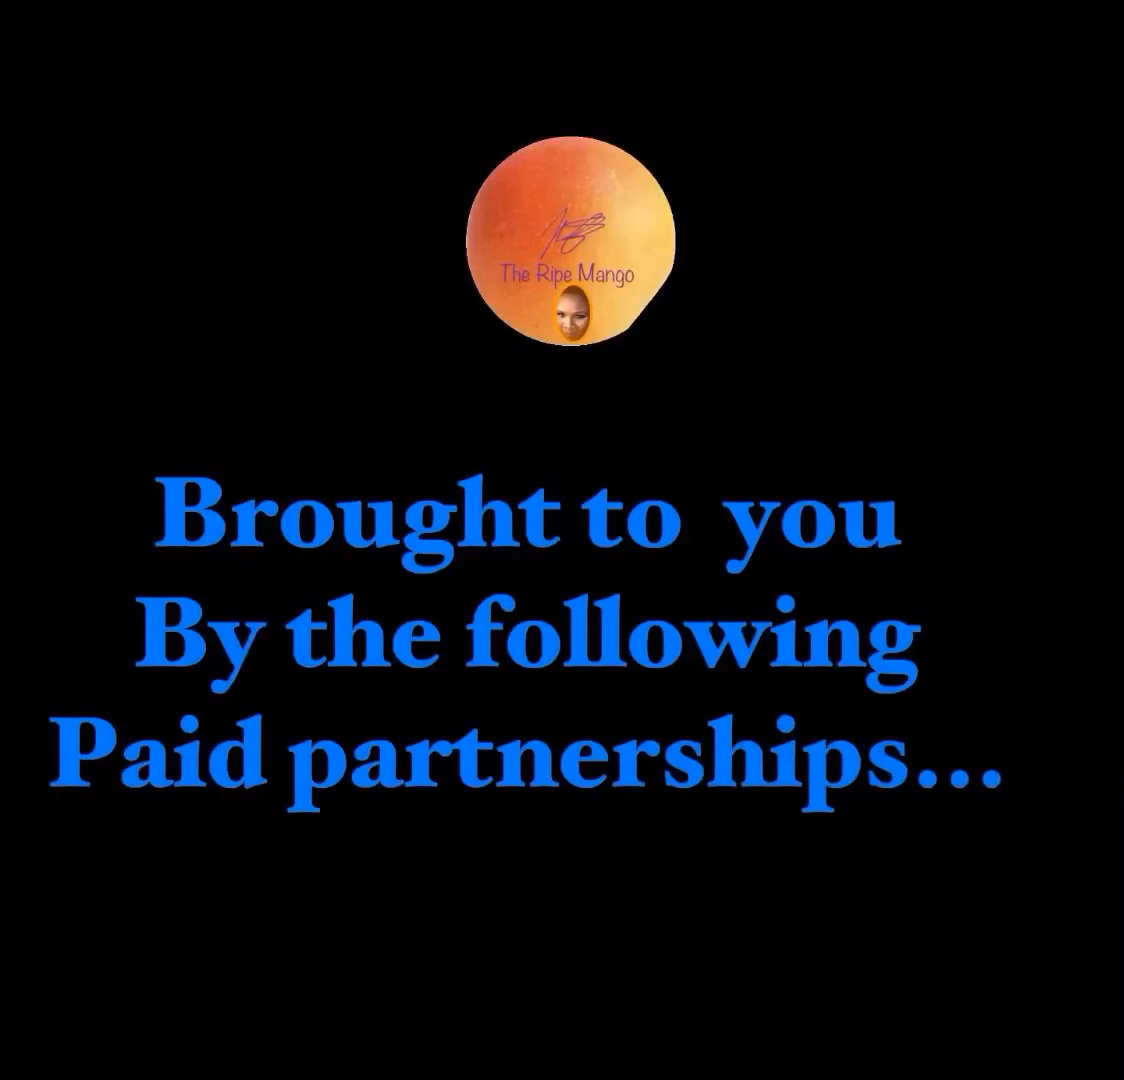 The Ripe Mango
Brought to you
By the following
Paid partnerships...